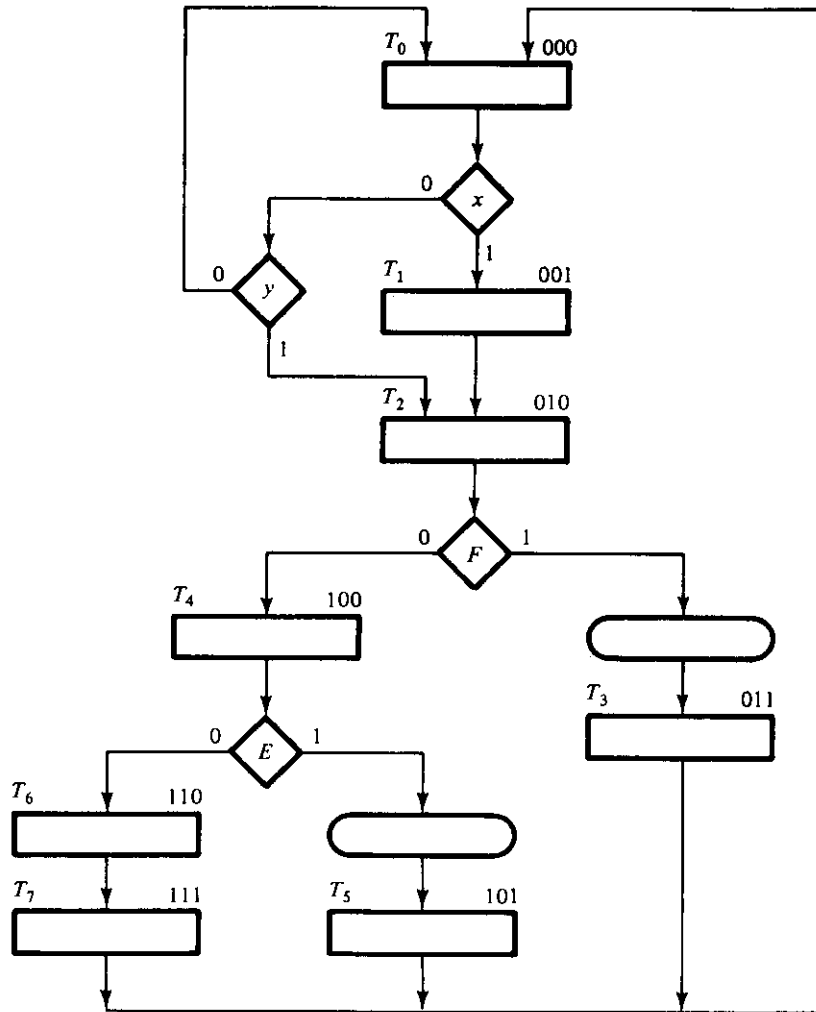 T₀ 000
0 x
1
0 y
T₁ 001
1
T₂ 010
0 F 1
T₄ 100
T₃ 011
0 E 1
T₆ 110
T₇ 111
T₅ 101